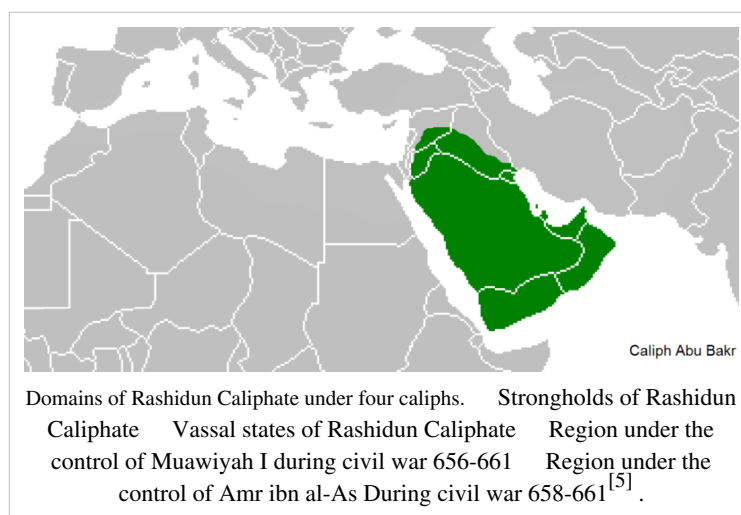 Caliph Abu Bakr
Domains of Rashidun Caliphate under four caliphs. Strongholds of Rashidun
Caliphate Vassal states of Rashidun Caliphate Region under the
control of Muawiyah I during civil war 656-661 Region under the
control of Amr ibn al-As During civil war 658-661[5] .